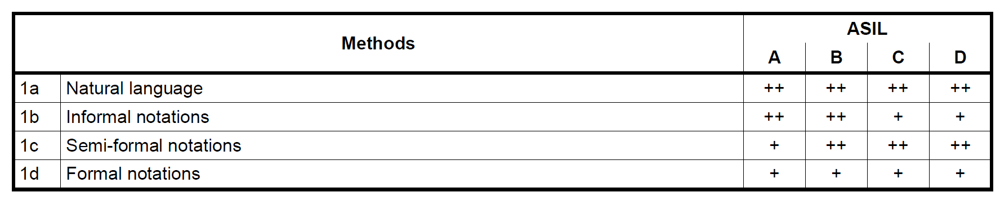 Methods ASIL
A B C D
1a Natural language ++ ++ ++ ++
1b Informal notations ++ ++ + +
1c Semi-formal notations + ++ ++ ++
1d Formal notations + + + +